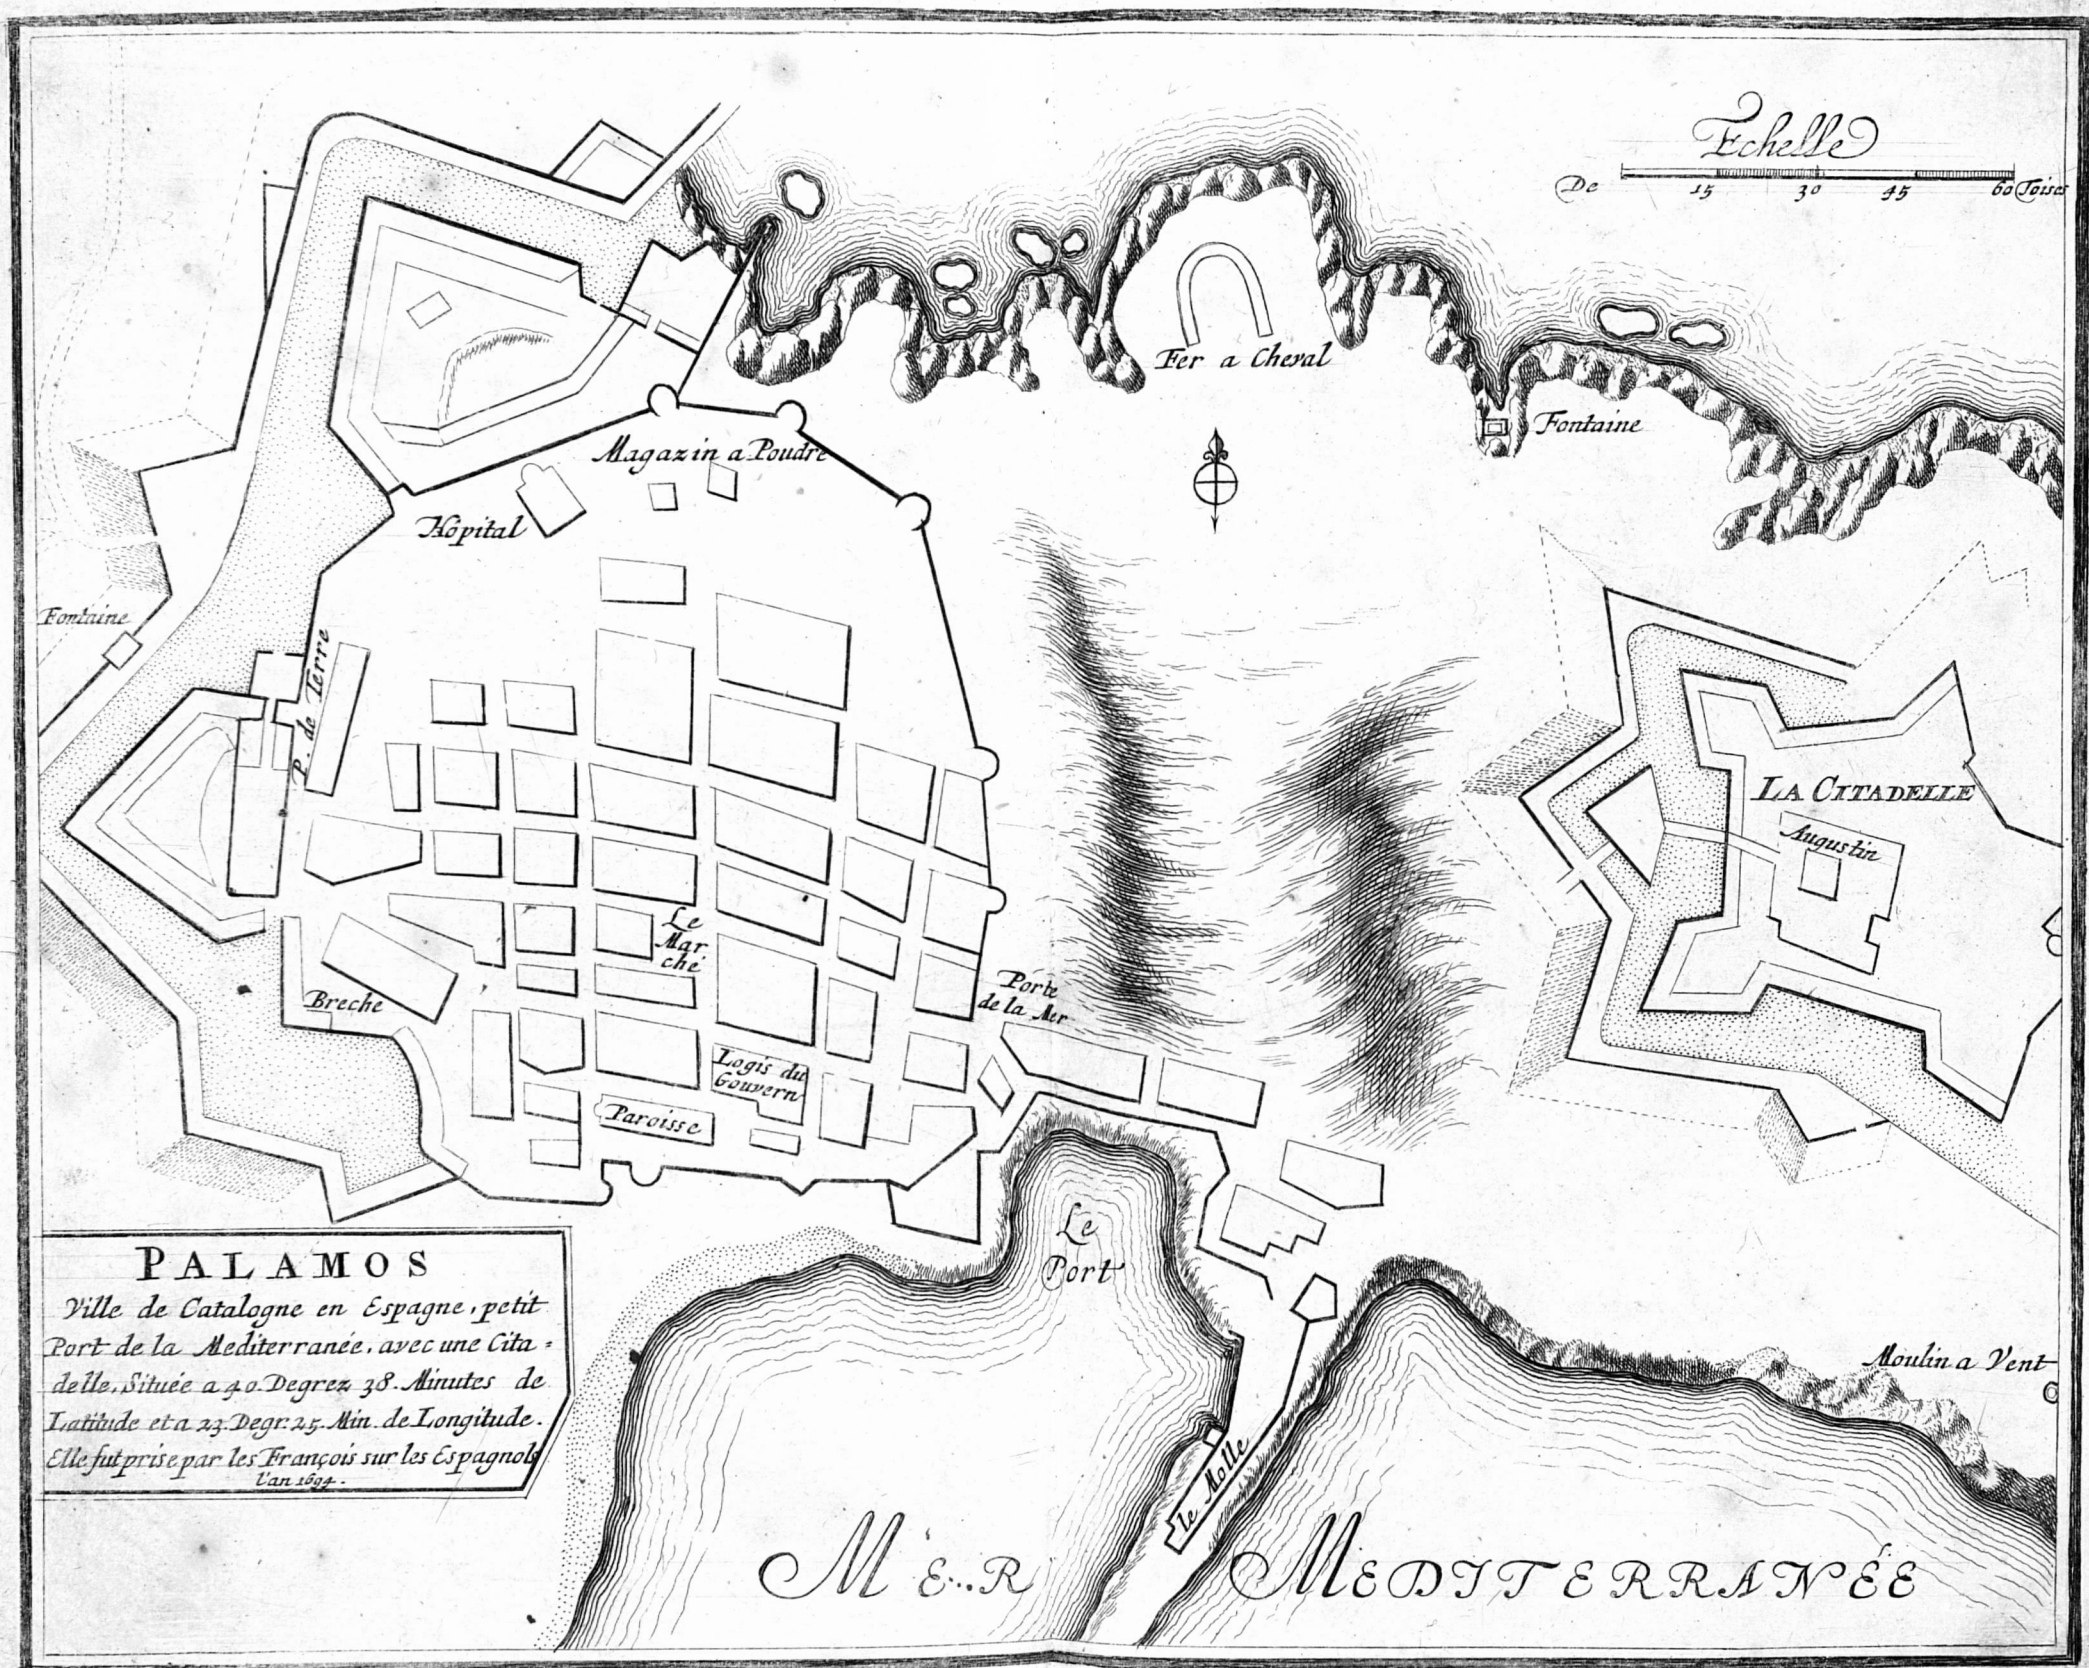 Echelle
De 15 30 45 60 Toises
Fer a Cheval
Fontaine
Magazin a Poudre
Hôpital
Fontaine
P. de Terre
LA CITADELLE
Augustin
Le
Mar
ché
Breche
Porte
de la Mer
Logis du
Gouvern
Paroisse
Le
Port
PALAMOS
Ville de Catalogne en Espagne, petit
Port de la Mediterranée, avec une Cita=
delle, Située a 40. Degrez 38. Minutes de
Latitude et a 23. Degr. 25. Min. de Longitude.
Elle fut prise par les François sur les Espagnols
l'an 1694.
Moulin a Vent
le Molle
MER MEDITERRANÉE